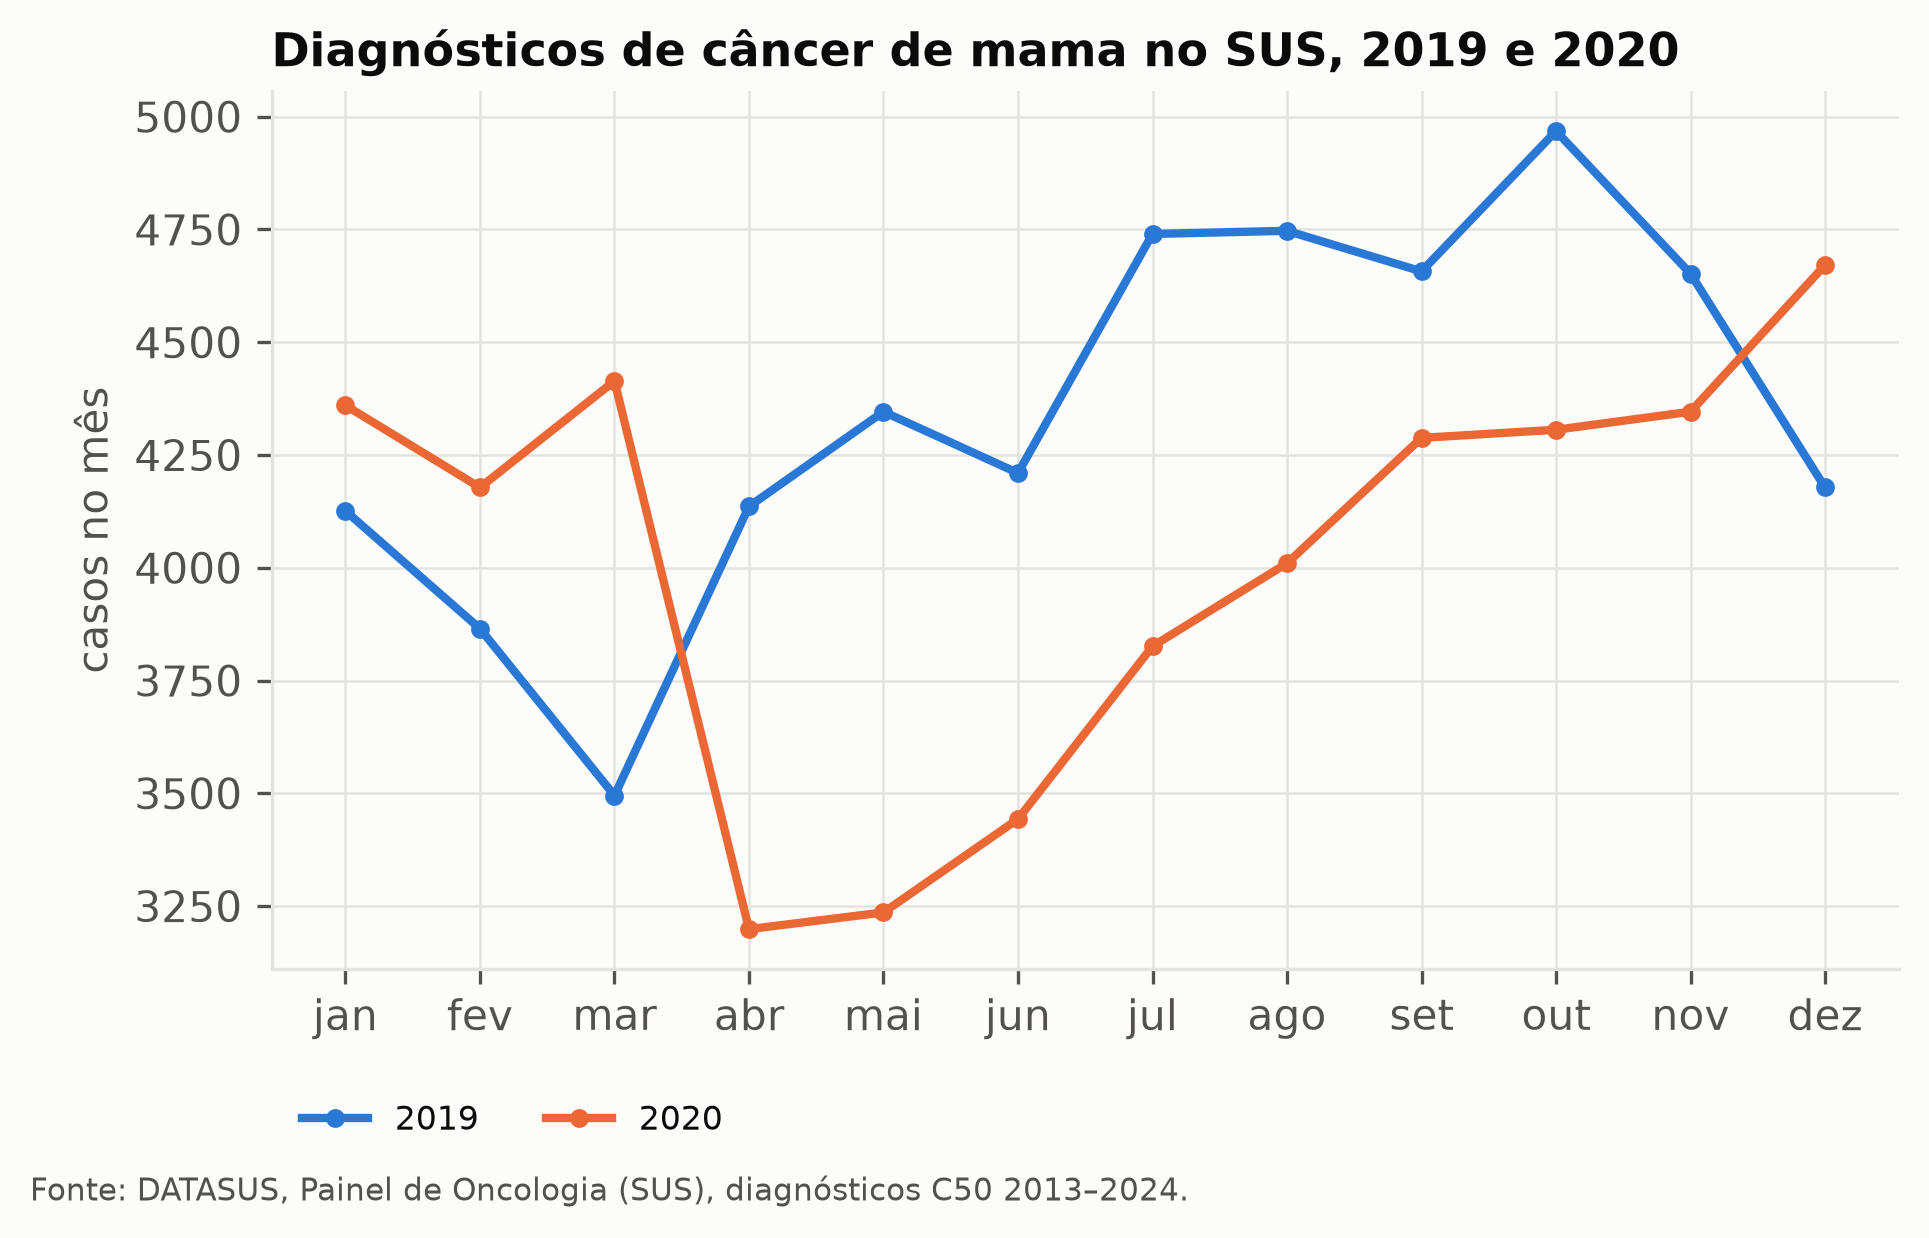 Diagnósticos de câncer de mama no SUS, 2019 e 2020
casos no mês
5000
4750
4500
4250
4000
3750
3500
3250
jan fev mar abr mai jun jul ago set out nov dez
2019 2020
Fonte: DATASUS, Painel de Oncologia (SUS), diagnósticos C50 2013–2024.